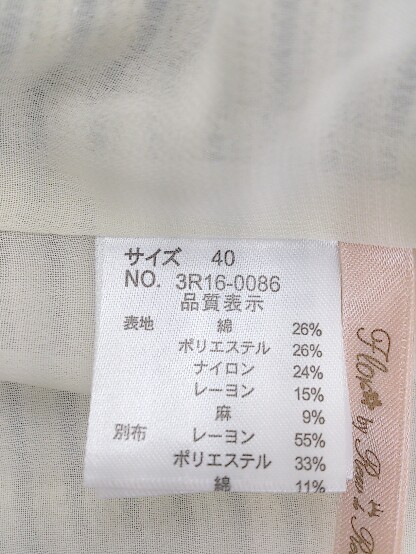 サイズ 40
NO. 3R16-0086
品質表示
表地 綿 26%
ポリエステル 26%
ナイロン 24%
レーヨン 15%
麻 9%
別布 レーヨン 55%
ポリエステル 33%
綿 11%
by